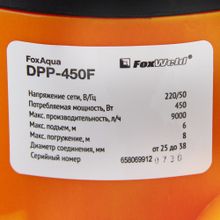 FoxAqua
FoxWeld®
DPP-450F
Напряжение сети, В/Гц 220/50
Потребляемая мощность, Вт 450
Макс. производительность, л/ч 9000
Макс. подъем, м 6
Макс. погружение, м 8
Диаметр соединения, мм от 25 до 38
Серийный номер 658069912 0730